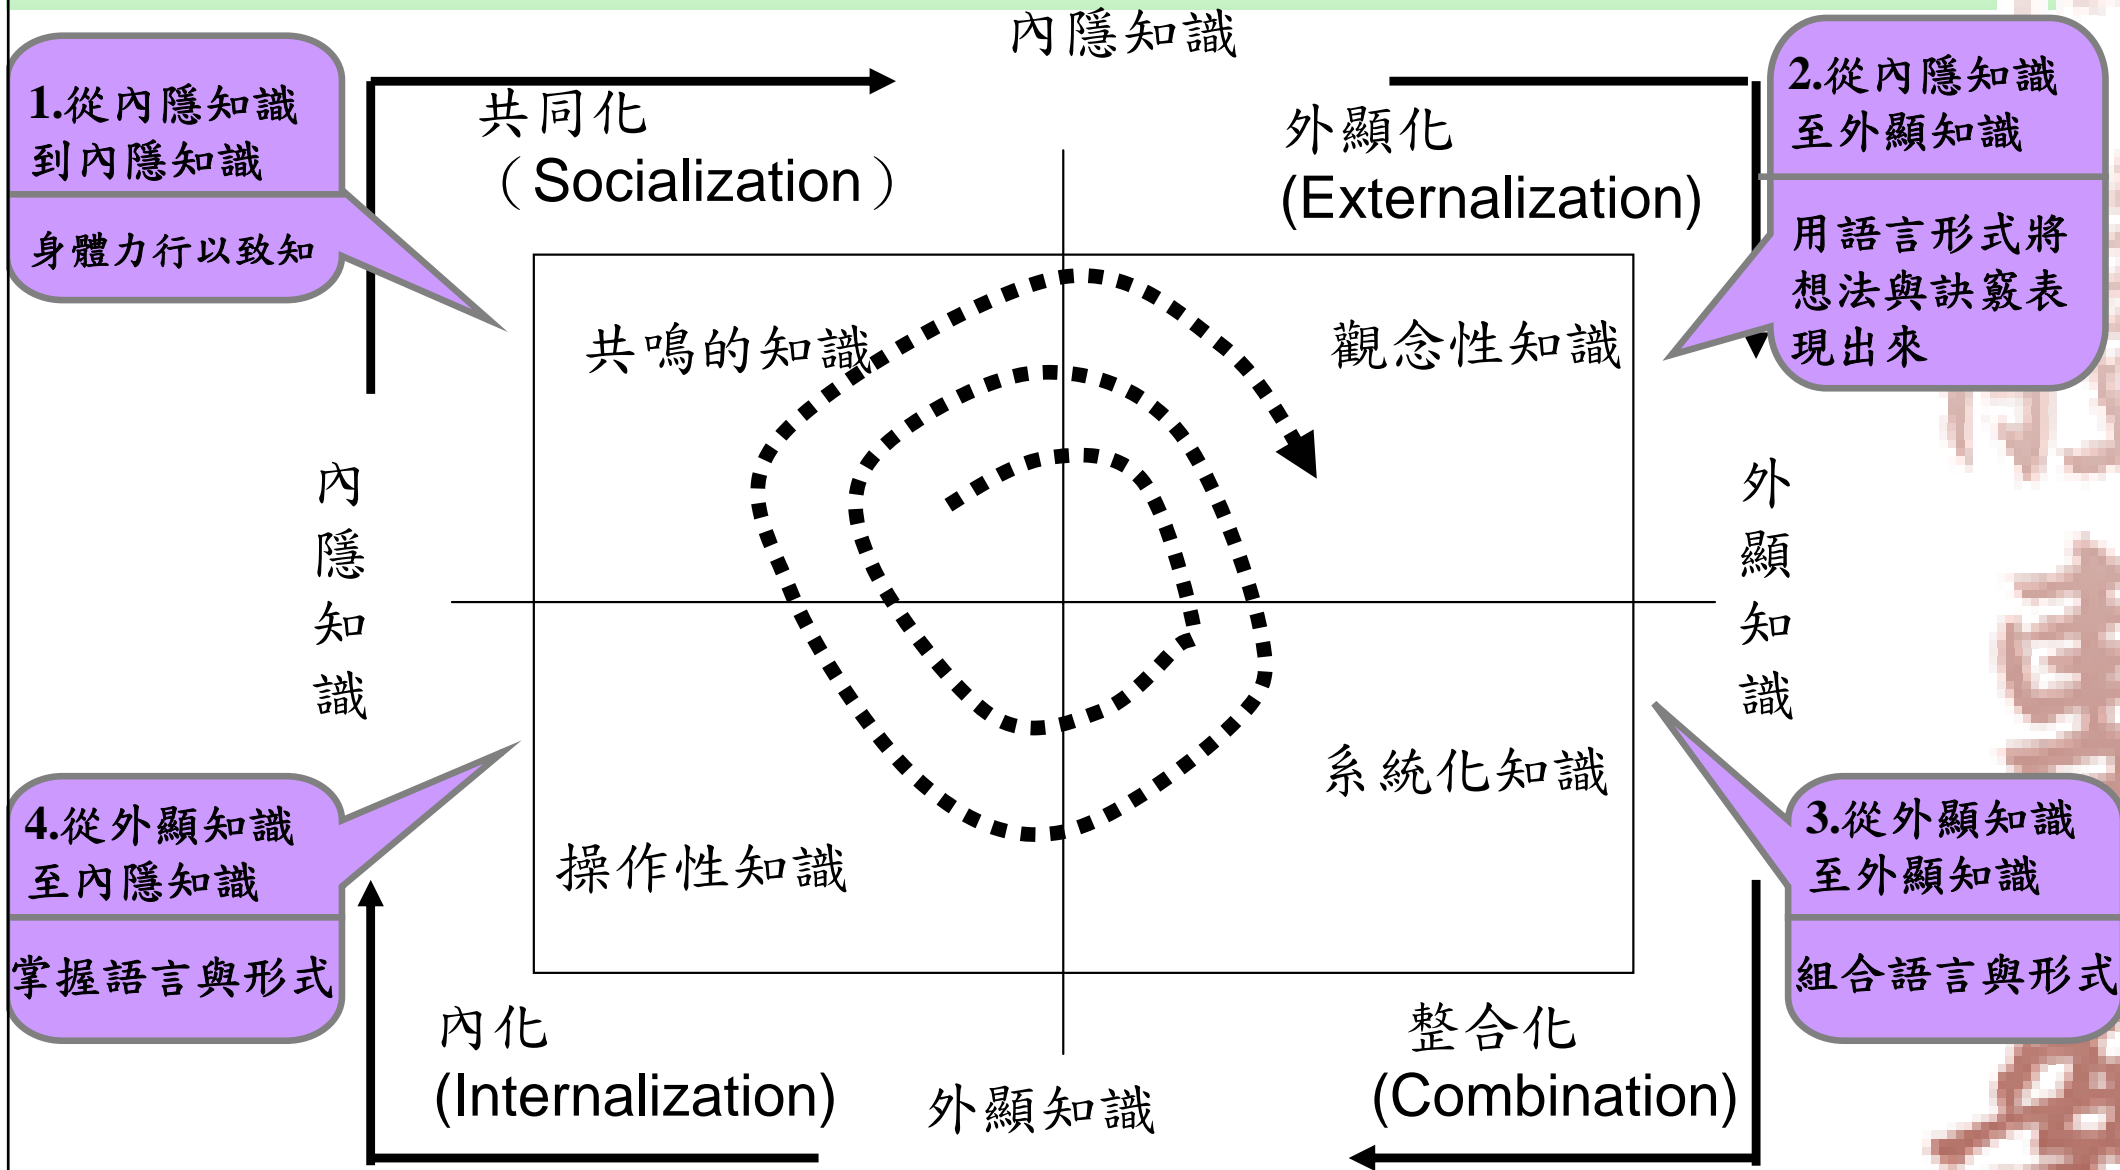 內隱知識
1.從內隱知識
到內隱知識
身體力行以致知
共同化
（Socialization）
外顯化
(Externalization)
2.從內隱知識
至外顯知識
用語言形式將
想法與訣竅表
現出來
共鳴的知識
觀念性知識
內
隱
知
識
外
顯
知
識
系統化知識
操作性知識
4.從外顯知識
至內隱知識
掌握語言與形式
3.從外顯知識
至外顯知識
組合語言與形式
內化
(Internalization)
外顯知識
整合化
(Combination)